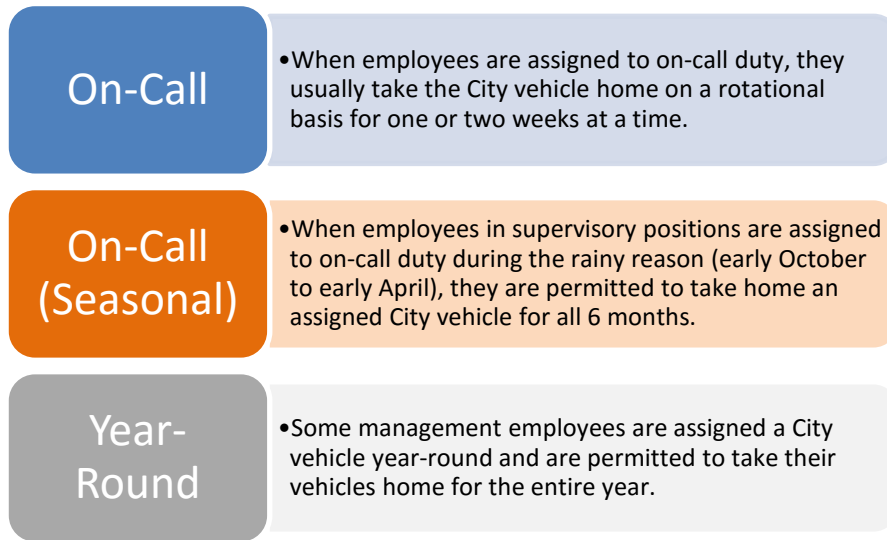 On-Call
•When employees are assigned to on-call duty, they
usually take the City vehicle home on a rotational
basis for one or two weeks at a time.
On-Call
(Seasonal)
•When employees in supervisory positions are assigned
to on-call duty during the rainy reason (early October
to early April), they are permitted to take home an
assigned City vehicle for all 6 months.
Year-
Round
•Some management employees are assigned a City
vehicle year-round and are permitted to take their
vehicles home for the entire year.